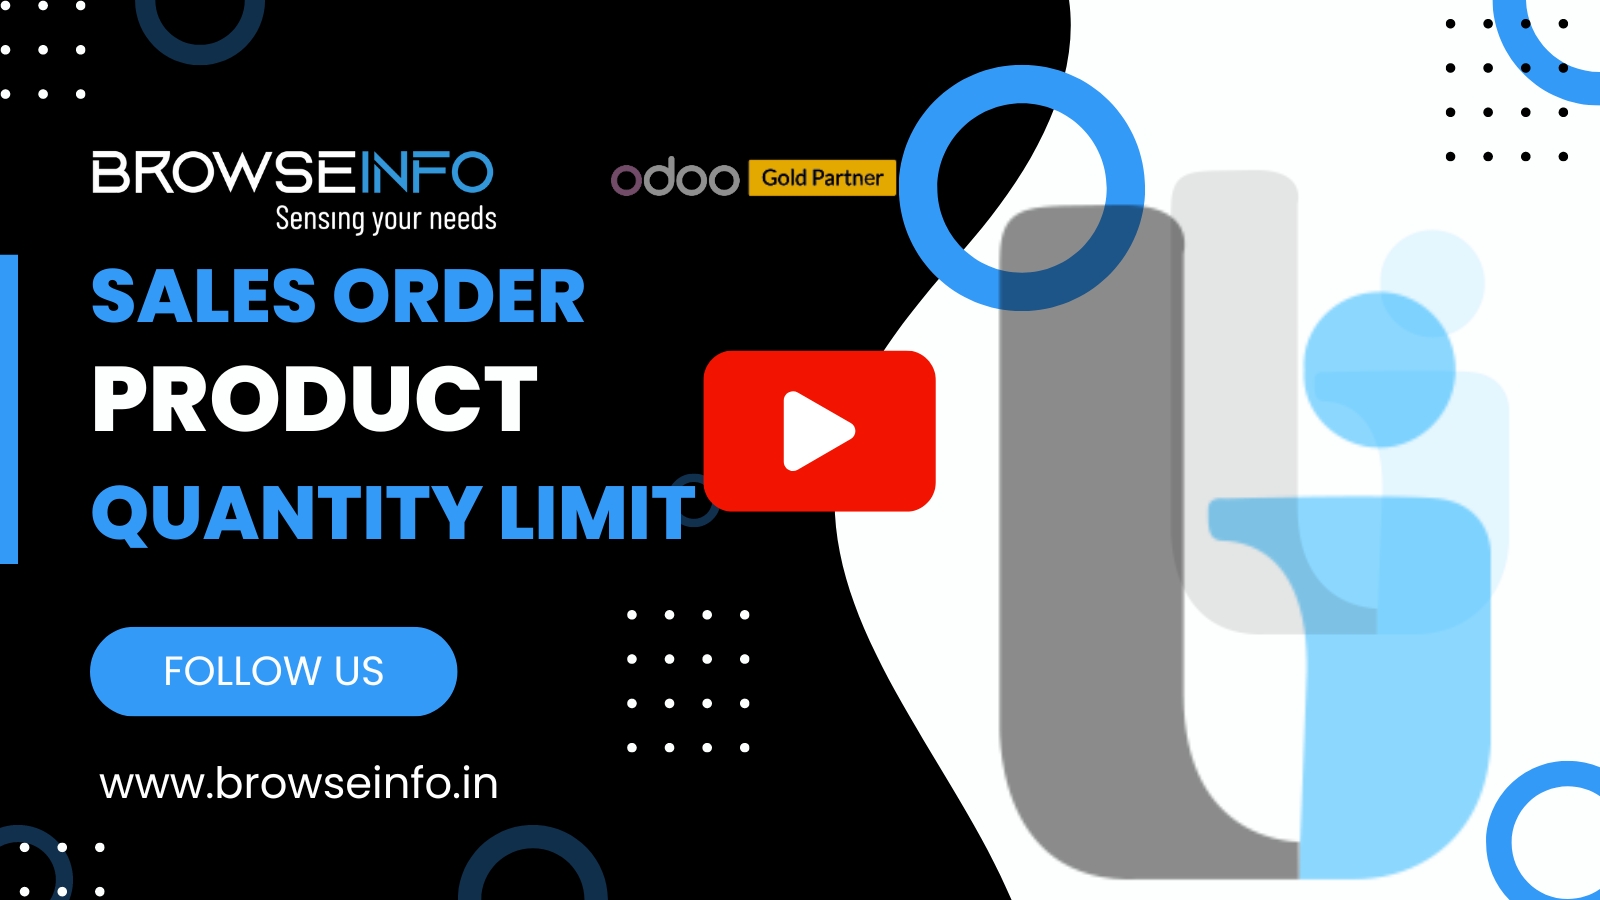 BROWSEINFO
Sensing your needs
odoo Gold Partner
SALES ORDER
PRODUCT
QUANTITY LIMIT
FOLLOW US
www.browseinfo.in